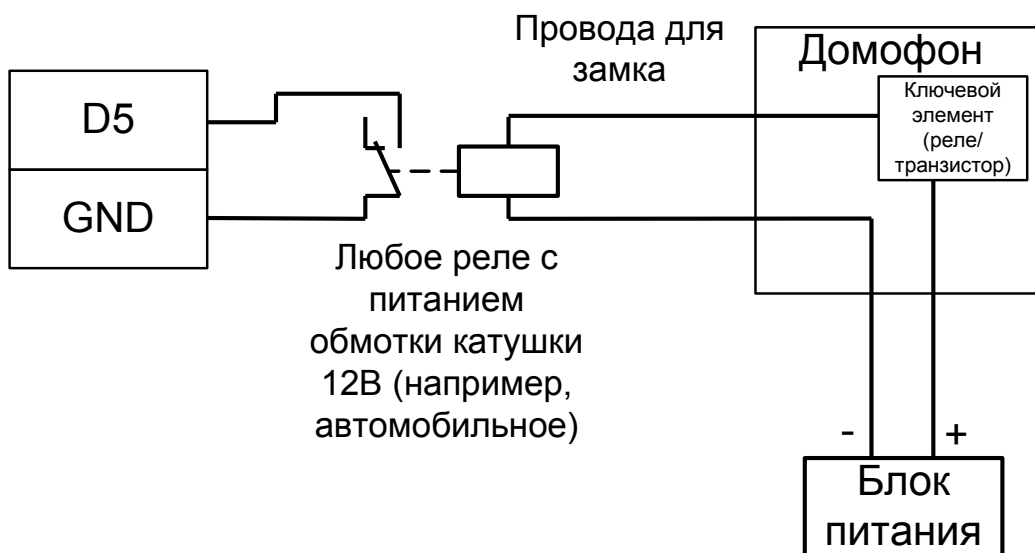 Провода для
замка
Домофон
Ключевой
элемент
(реле/
транзистор)
D5
GND
Любое реле с
питанием
обмотки катушки
12В (например,
автомобильное)
- +
Блок
питания